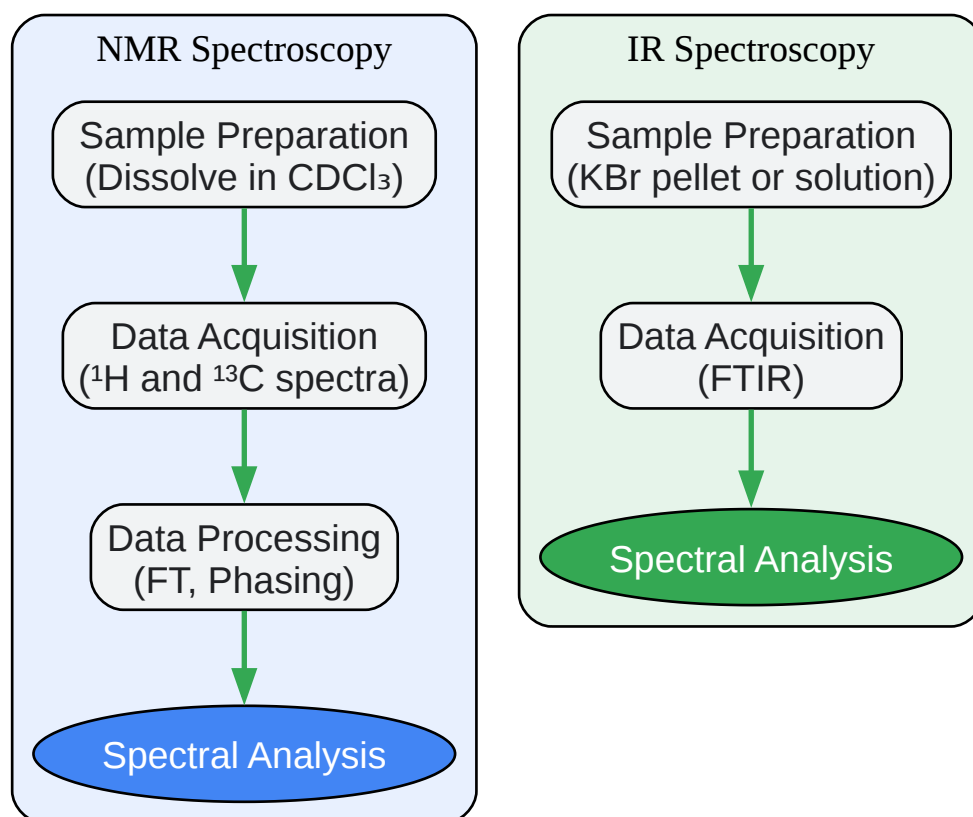 NMR Spectroscopy
Sample Preparation
(Dissolve in CDCl₃)
Data Acquisition
(¹H and ¹³C spectra)
Data Processing
(FT, Phasing)
Spectral Analysis
IR Spectroscopy
Sample Preparation
(KBr pellet or solution)
Data Acquisition
(FTIR)
Spectral Analysis